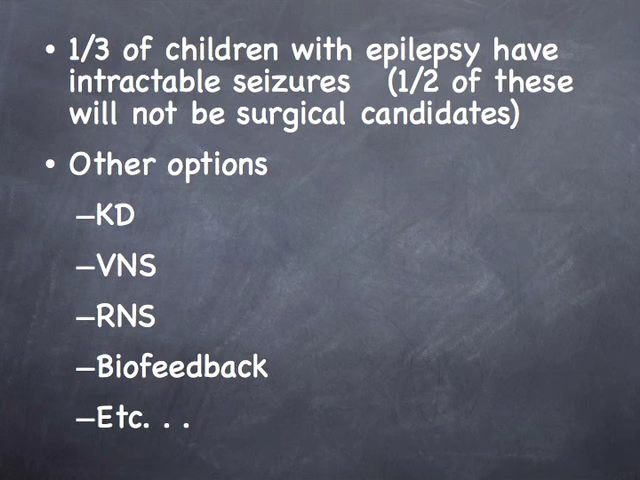 • 1/3 of children with epilepsy have
intractable seizures (1/2 of these
will not be surgical candidates)
• Other options
–KD
–VNS
–RNS
–Biofeedback
–Etc. . .